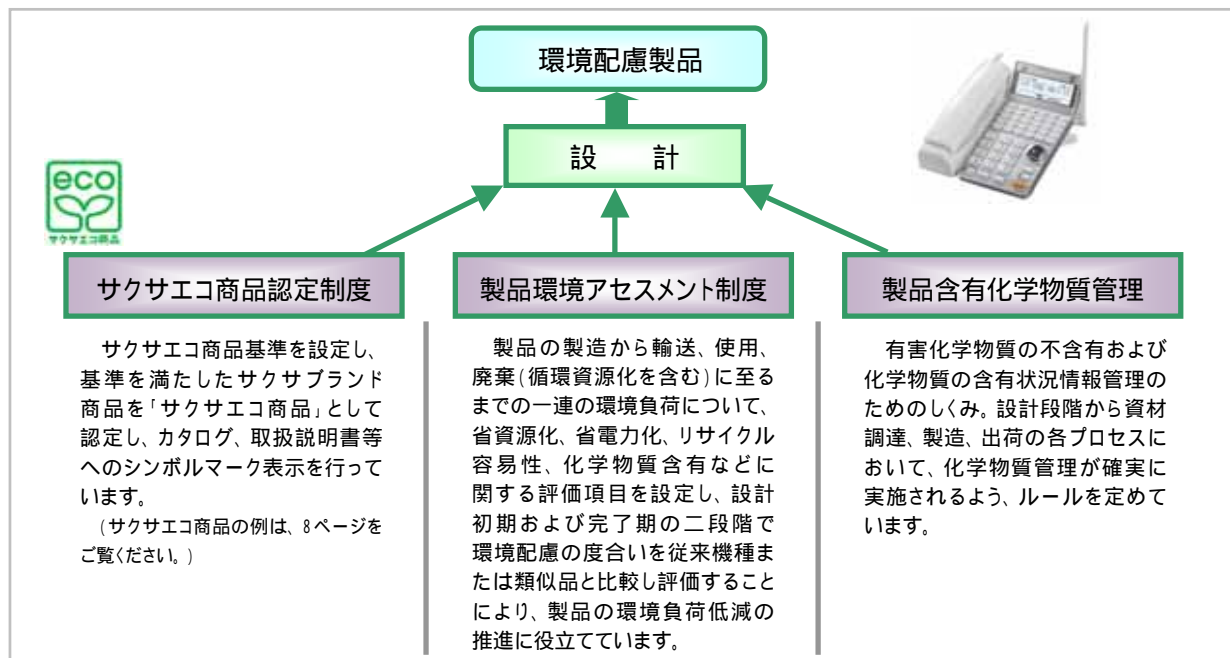 環境配慮製品
設 計
eco
サクサエコ商品
サクサエコ商品認定制度
サクサエコ商品基準を設定し、
基準を満たしたサクサブランド
商品を「サクサエコ商品」として
認定し、カタログ、取扱説明書等
へのシンボルマーク表示を行って
います。
(サクサエコ商品の例は、8ページを
ご覧ください。)
製品環境アセスメント制度
製品の製造から輸送、使用、
廃棄(循環資源化を含む)に至る
までの一連の環境負荷について、
省資源化、省電力化、リサイクル
容易性、化学物質含有などに
関する評価項目を設定し、設計
初期および完了期の二段階で
環境配慮の度合いを従来機種ま
たは類似品と比較し評価すること
により、製品の環境負荷低減の
推進に役立てています。
製品含有化学物質管理
有害化学物質の不含有および
化学物質の含有状況情報管理の
ためのしくみ。設計段階から資材
調達、製造、出荷の各プロセスに
おいて、化学物質管理が確実に
実施されるよう、ルールを定めて
います。